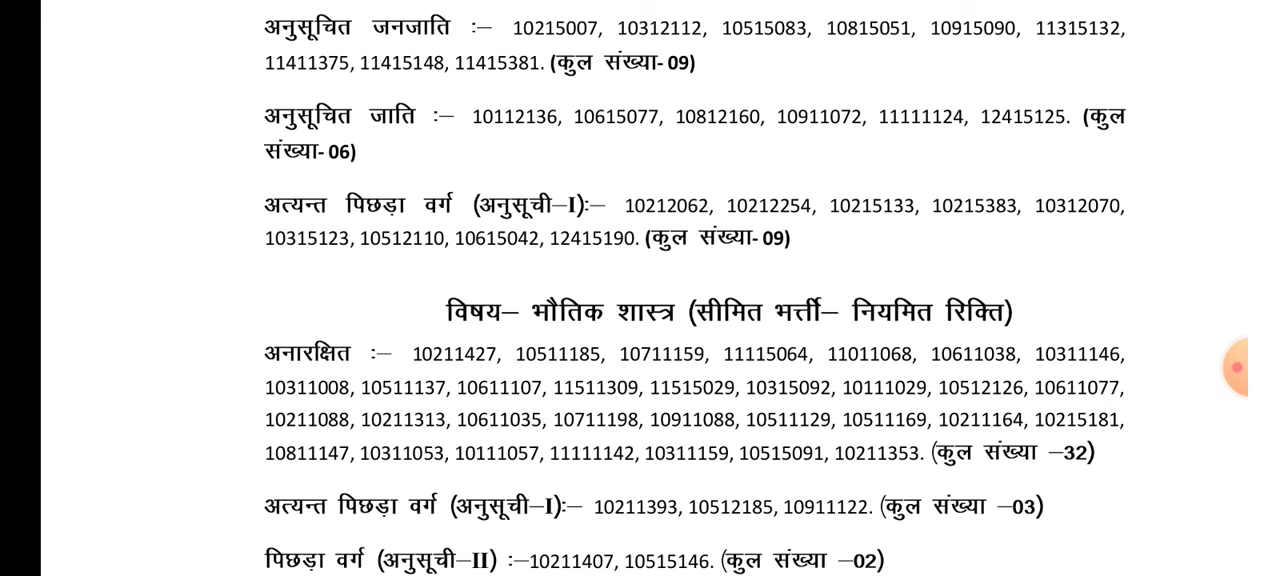 अनुसूचित जनजाति :– 10215007, 10312112, 10515083, 10815051, 10915090, 11315132,
11411375, 11415148, 11415381. (कुल संख्या- 09)
अनुसूचित जाति :– 10112136, 10615077, 10812160, 10911072, 11111124, 12415125. (कुल
संख्या- 06)
अत्यन्त पिछड़ा वर्ग (अनुसूची–I):– 10212062, 10212254, 10215133, 10215383, 10312070,
10315123, 10512110, 10615042, 12415190. (कुल संख्या- 09)
विषय– भौतिक शास्त्र (सीमित भर्त्ती– नियमित रिक्ति)
अनारक्षित :– 10211427, 10511185, 10711159, 11115064, 11011068, 10611038, 10311146,
10311008, 10511137, 10611107, 11511309, 11515029, 10315092, 10111029, 10512126, 10611077,
10211088, 10211313, 10611035, 10711198, 10911088, 10511129, 10511169, 10211164, 10215181,
10811147, 10311053, 10111057, 11111142, 10311159, 10515091, 10211353. (कुल संख्या –32)
अत्यन्त पिछड़ा वर्ग (अनुसूची–I):– 10211393, 10512185, 10911122. (कुल संख्या –03)
पिछड़ा वर्ग (अनुसूची–II) :–10211407, 10515146. (कुल संख्या –02)